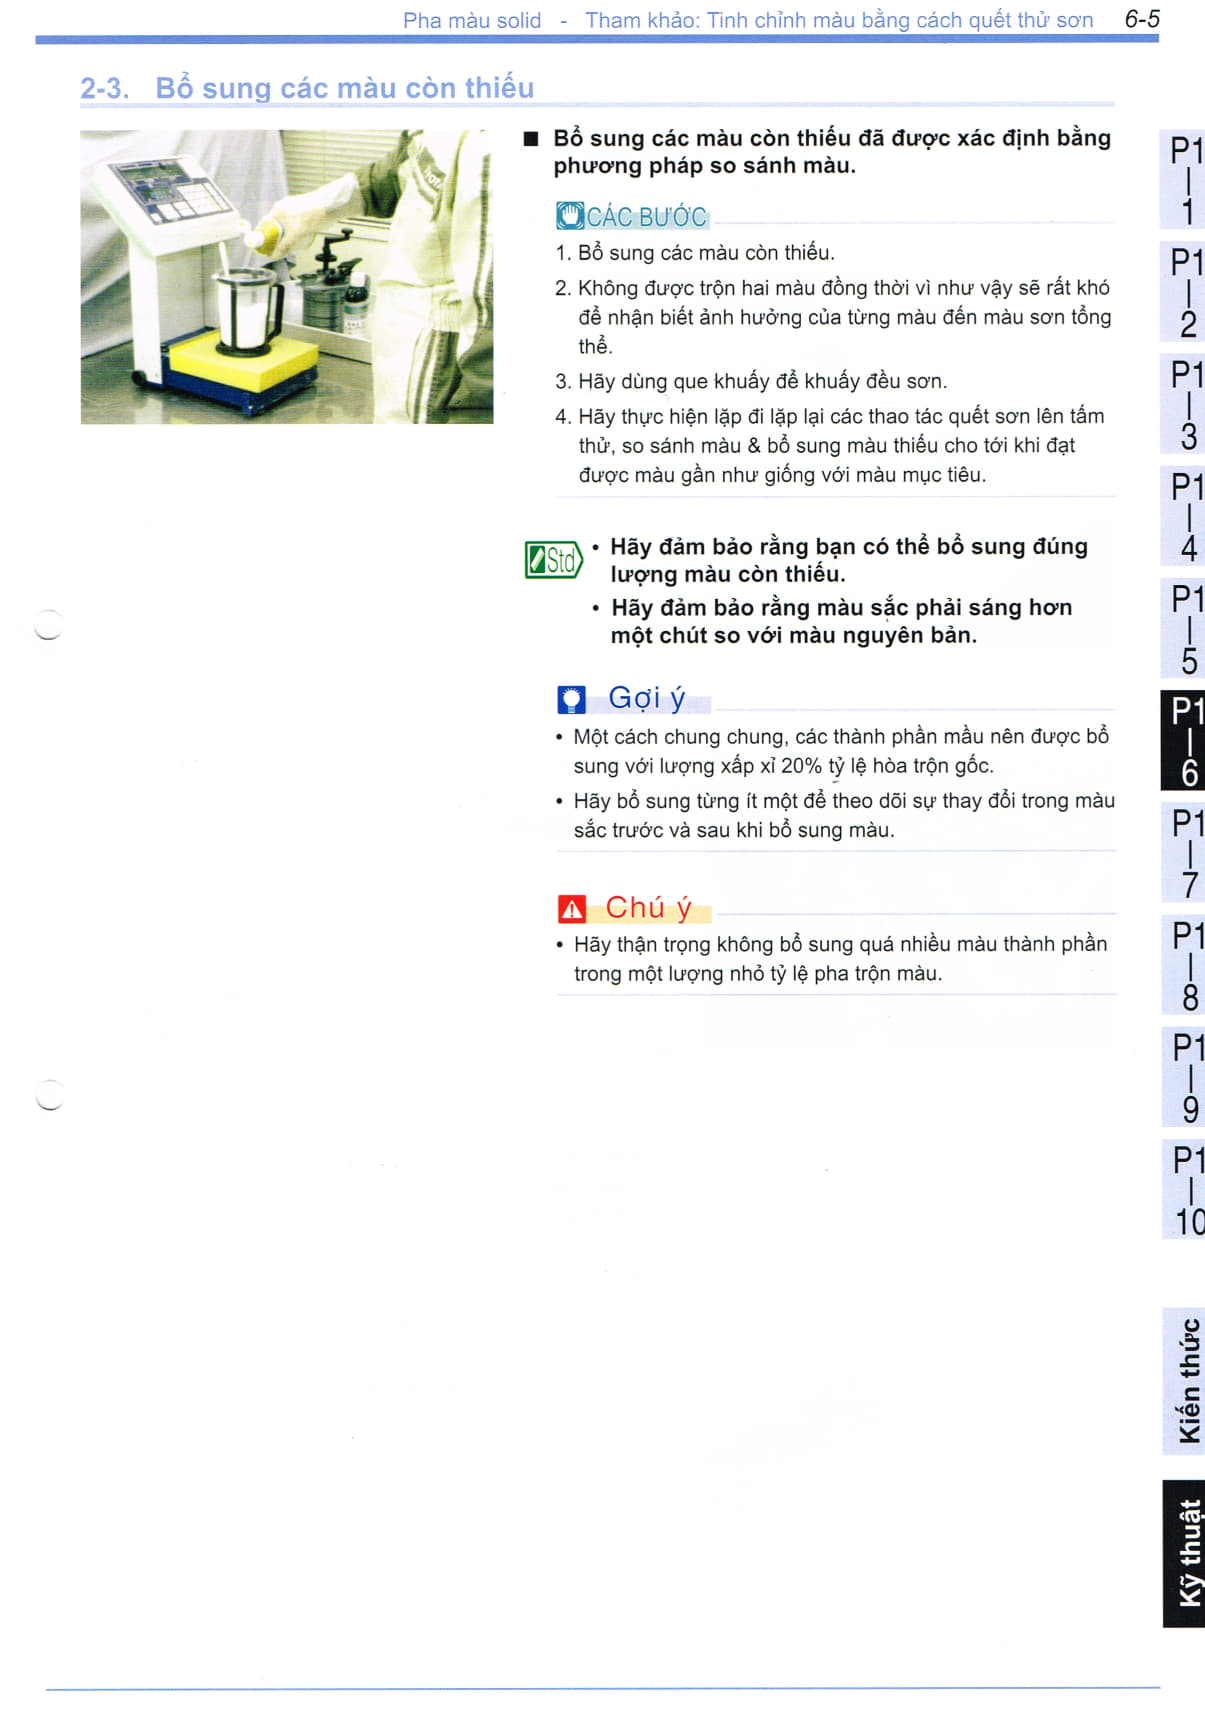 Pha màu solid - Tham khảo: Tinh chỉnh màu bằng cách quết thử sơn 6-5
2-3. Bổ sung các màu còn thiếu
■ Bổ sung các màu còn thiếu đã được xác định bằng
phương pháp so sánh màu.
CÁC BƯỚC
1. Bổ sung các màu còn thiếu.
2. Không được trộn hai màu đồng thời vì như vậy sẽ rất khó
để nhận biết ảnh hưởng của từng màu đến màu sơn tổng
thể.
3. Hãy dùng que khuấy để khuấy đều sơn.
4. Hãy thực hiện lặp đi lặp lại các thao tác quết sơn lên tấm
thử, so sánh màu & bổ sung màu thiếu cho tới khi đạt
được màu gần như giống với màu mục tiêu.
Std
• Hãy đảm bảo rằng bạn có thể bổ sung đúng
lượng màu còn thiếu.
• Hãy đảm bảo rằng màu sắc phải sáng hơn
một chút so với màu nguyên bản.
Gợi ý
• Một cách chung chung, các thành phần mầu nên được bổ
sung với lượng xấp xỉ 20% tỷ lệ hòa trộn gốc.
• Hãy bổ sung từng ít một để theo dõi sự thay đổi trong màu
sắc trước và sau khi bổ sung màu.
Chú ý
• Hãy thận trọng không bổ sung quá nhiều màu thành phần
trong một lượng nhỏ tỷ lệ pha trộn màu.
P1
1
P1
2
P1
3
P1
4
P1
5
P1
6
P1
7
P1
8
P1
9
P1
10
Kiến thức
Kỹ thuật